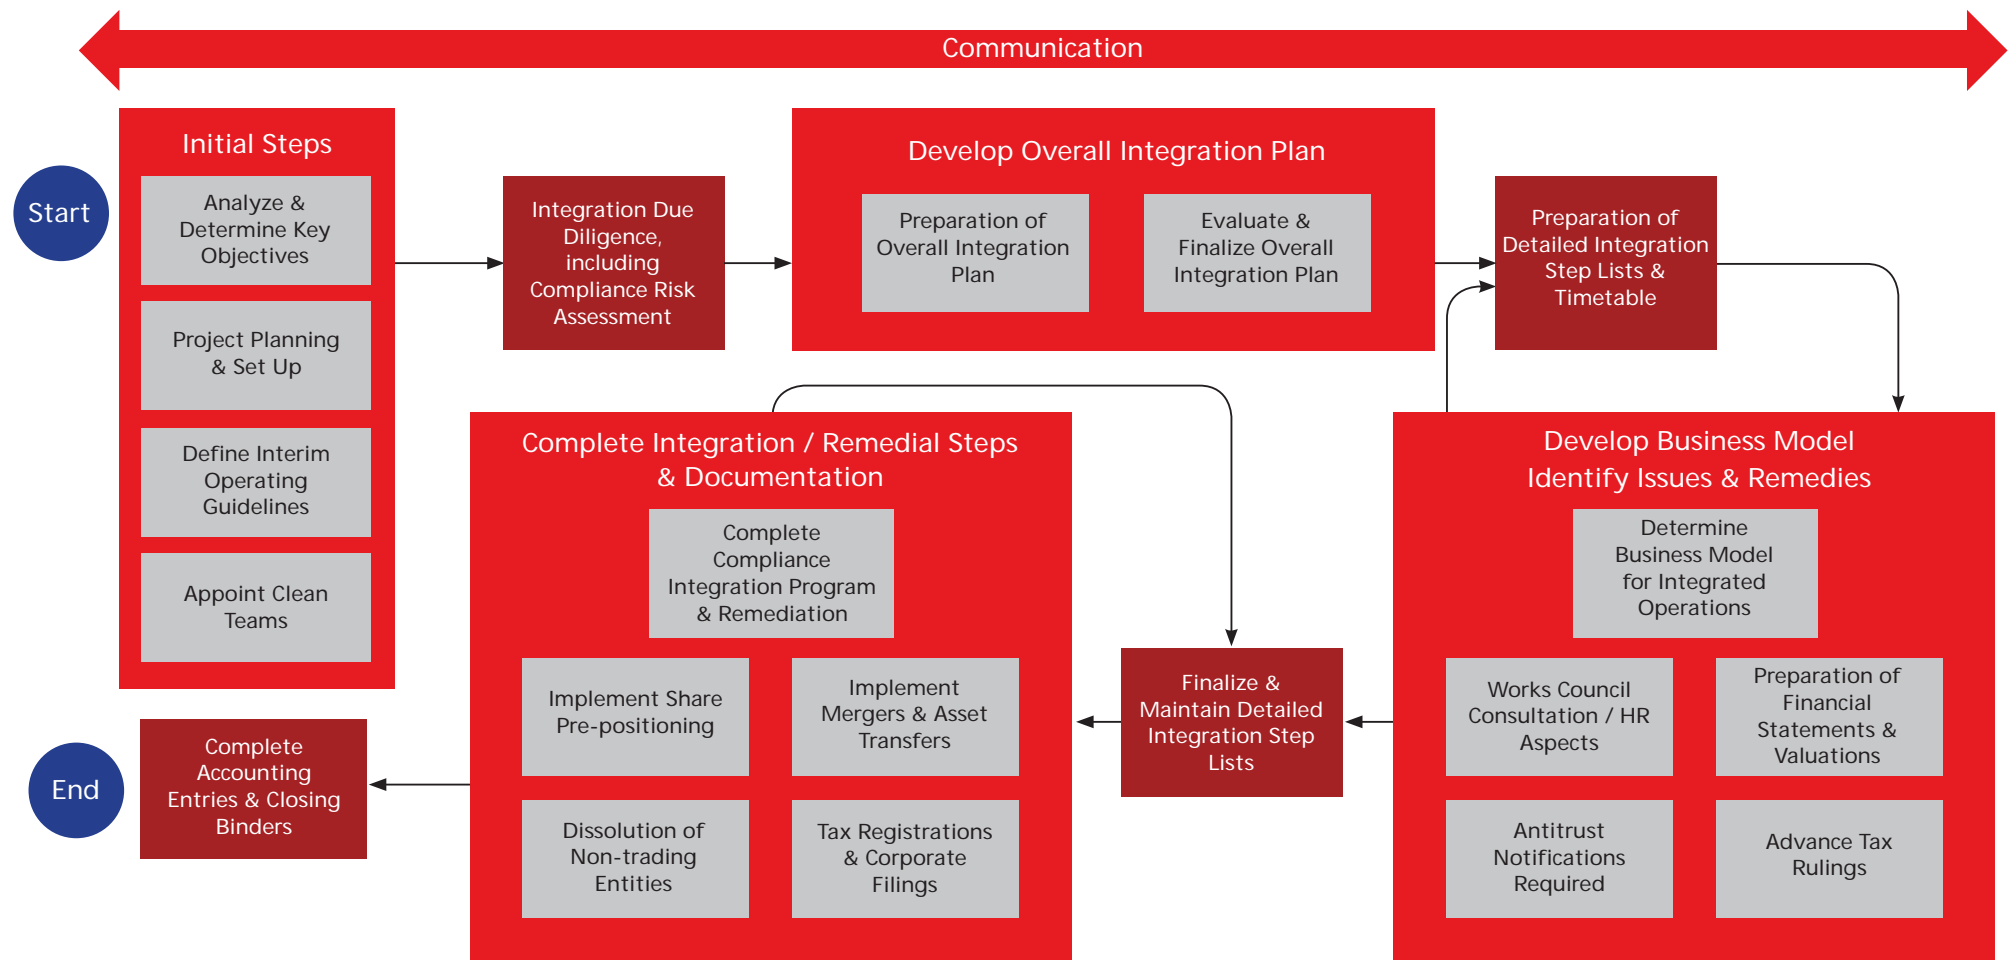 Communication
Start
Initial Steps
Analyze &
Determine Key
Objectives
Project Planning
& Set Up
Define Interim
Operating
Guidelines
Appoint Clean
Teams
Integration Due
Diligence,
including
Compliance Risk
Assessment
Develop Overall Integration Plan
Preparation of
Overall Integration
Plan
Evaluate &
Finalize Overall
Integration Plan
Preparation of
Detailed Integration
Step Lists &
Timetable
Develop Business Model
Identify Issues & Remedies
Determine
Business Model
for Integrated
Operations
Works Council
Consultation / HR
Aspects
Preparation of
Financial
Statements &
Valuations
Antitrust
Notifications
Required
Advance Tax
Rulings
Finalize &
Maintain Detailed
Integration Step
Lists
Complete Integration / Remedial Steps
& Documentation
Complete
Compliance
Integration Program
& Remediation
Implement Share
Pre-positioning
Implement
Mergers & Asset
Transfers
Dissolution of
Non-trading
Entities
Tax Registrations
& Corporate
Filings
Complete
Accounting
Entries & Closing
Binders
End